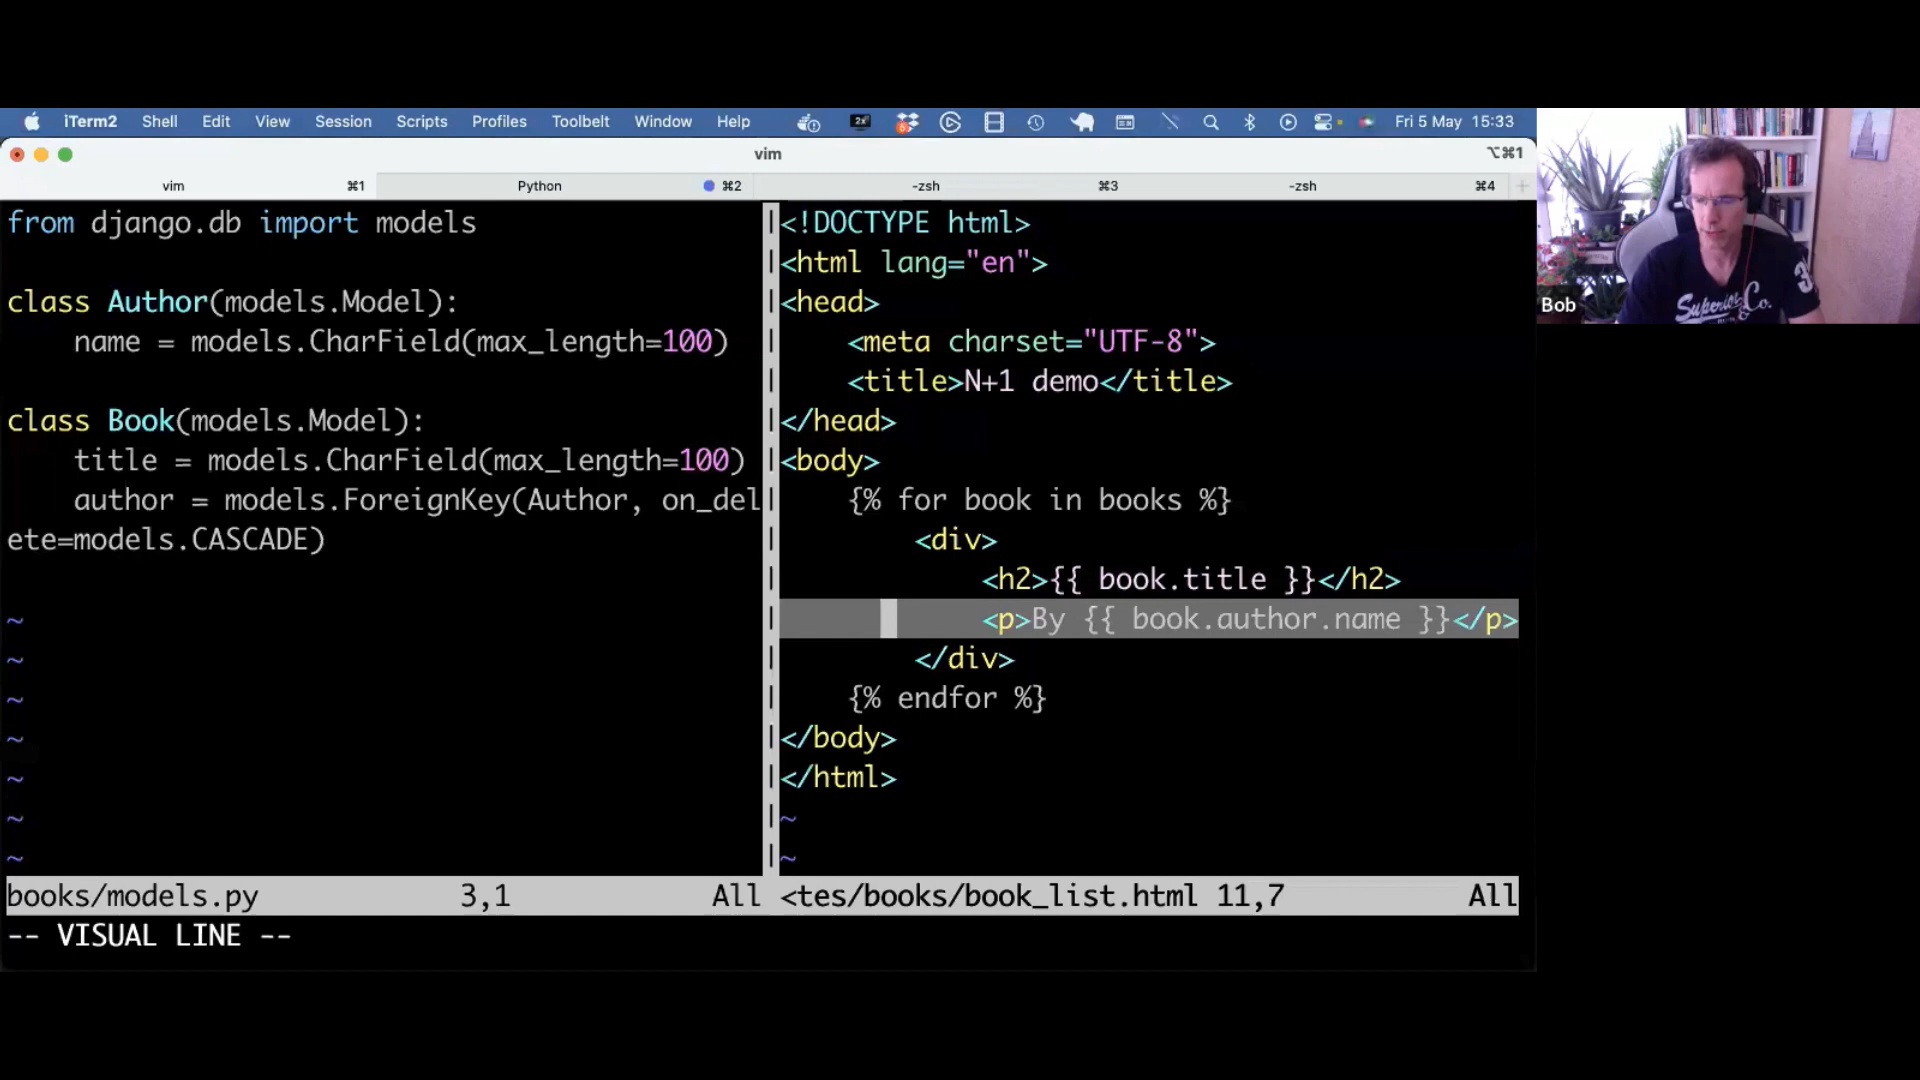 iTerm2 Shell Edit View Session Scripts Profiles Toolbelt Window Help 2x Fri 5 May 15:33
vim ⌥⌘1
vim ⌘1 Python ⌘2 -zsh ⌘3 -zsh ⌘4
from django.db import models
class Author(models.Model):
    name = models.CharField(max_length=100)
class Book(models.Model):
    title = models.CharField(max_length=100)
    author = models.ForeignKey(Author, on_del
ete=models.CASCADE)
~
~
~
~
~
~
~
books/models.py 3,1 All
-- VISUAL LINE --
<!DOCTYPE html>
<html lang="en">
<head>
    <meta charset="UTF-8">
    <title>N+1 demo</title>
</head>
<body>
    {% for book in books %}
        <div>
            <h2>{{ book.title }}</h2>
            <p>By {{ book.author.name }}</p>
        </div>
    {% endfor %}
</body>
</html>
~
~
<tes/books/book_list.html 11,7 All
Bob
Superior Co.